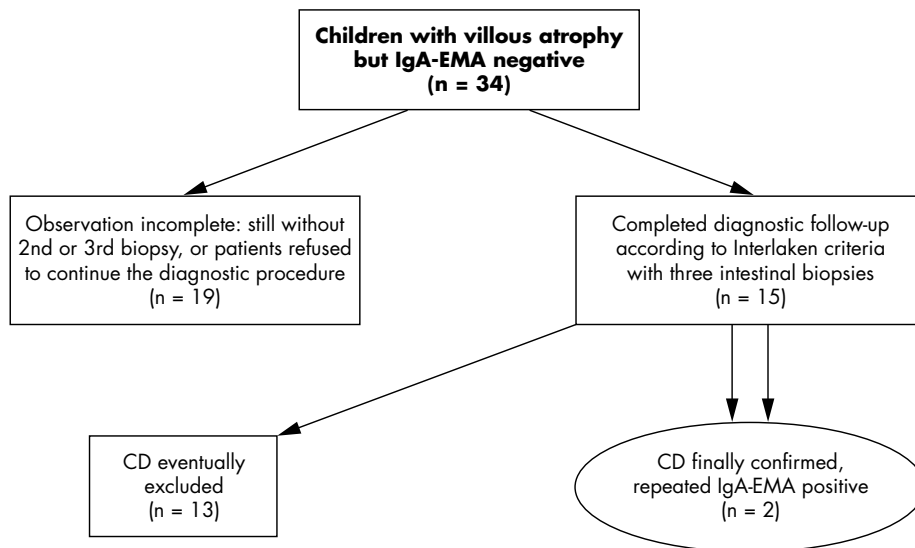 Children with villous atrophy
but IgA-EMA negative
(n = 34)
Observation incomplete: still without
2nd or 3rd biopsy, or patients refused
to continue the diagnostic procedure
(n = 19)
Completed diagnostic follow-up
according to Interlaken criteria
with three intestinal biopsies
(n = 15)
CD eventually
excluded
(n = 13)
CD finally confirmed,
repeated IgA-EMA positive
(n = 2)